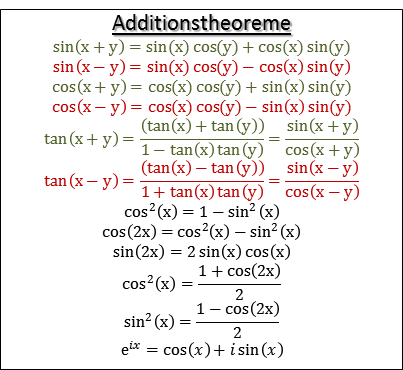 Additionstheoreme
sin(x + y) = sin(x) cos(y) + cos(x) sin(y)
sin(x − y) = sin(x) cos(y) − cos(x) sin(y)
cos(x + y) = cos(x) cos(y) + sin(x) sin(y)
cos(x − y) = cos(x) cos(y) − sin(x) sin(y)
tan(x + y) = (tan(x) + tan(y)) / 1 − tan(x) tan(y) = sin(x + y) / cos(x + y)
tan(x − y) = (tan(x) − tan(y)) / 1 + tan(x) tan(y) = sin(x − y) / cos(x − y)
cos²(x) = 1 − sin²(x)
cos(2x) = cos²(x) − sin²(x)
sin(2x) = 2 sin(x) cos(x)
cos²(x) = 1 + cos(2x) / 2
sin²(x) = 1 − cos(2x) / 2
e^ix = cos(x) + i sin(x)